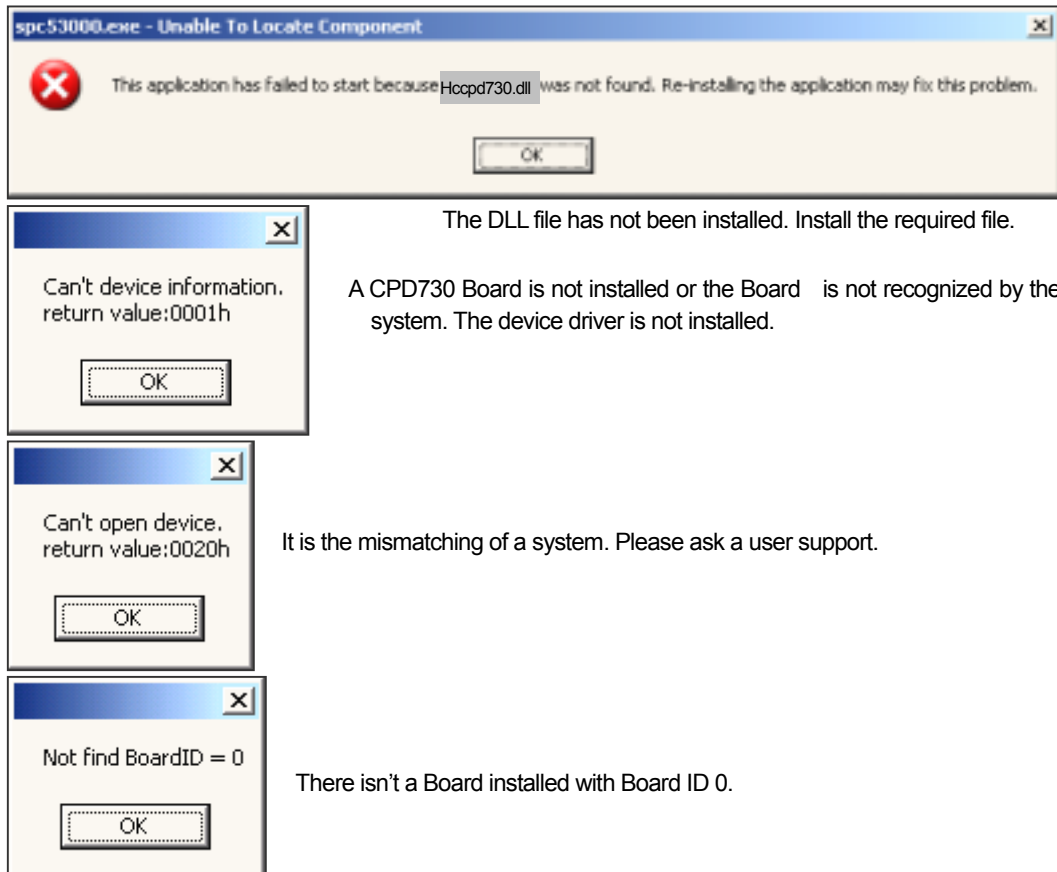 spc53000.exe - Unable To Locate Component
This application has failed to start because Hccpd730.dll was not found. Re-installing the application may fix this problem.
OK
The DLL file has not been installed. Install the required file.
Can't device information.
return value:0001h
OK
A CPD730 Board is not installed or the Board is not recognized by the
system. The device driver is not installed.
Can't open device.
return value:0020h
OK
It is the mismatching of a system. Please ask a user support.
Not find BoardID = 0
OK
There isn't a Board installed with Board ID 0.